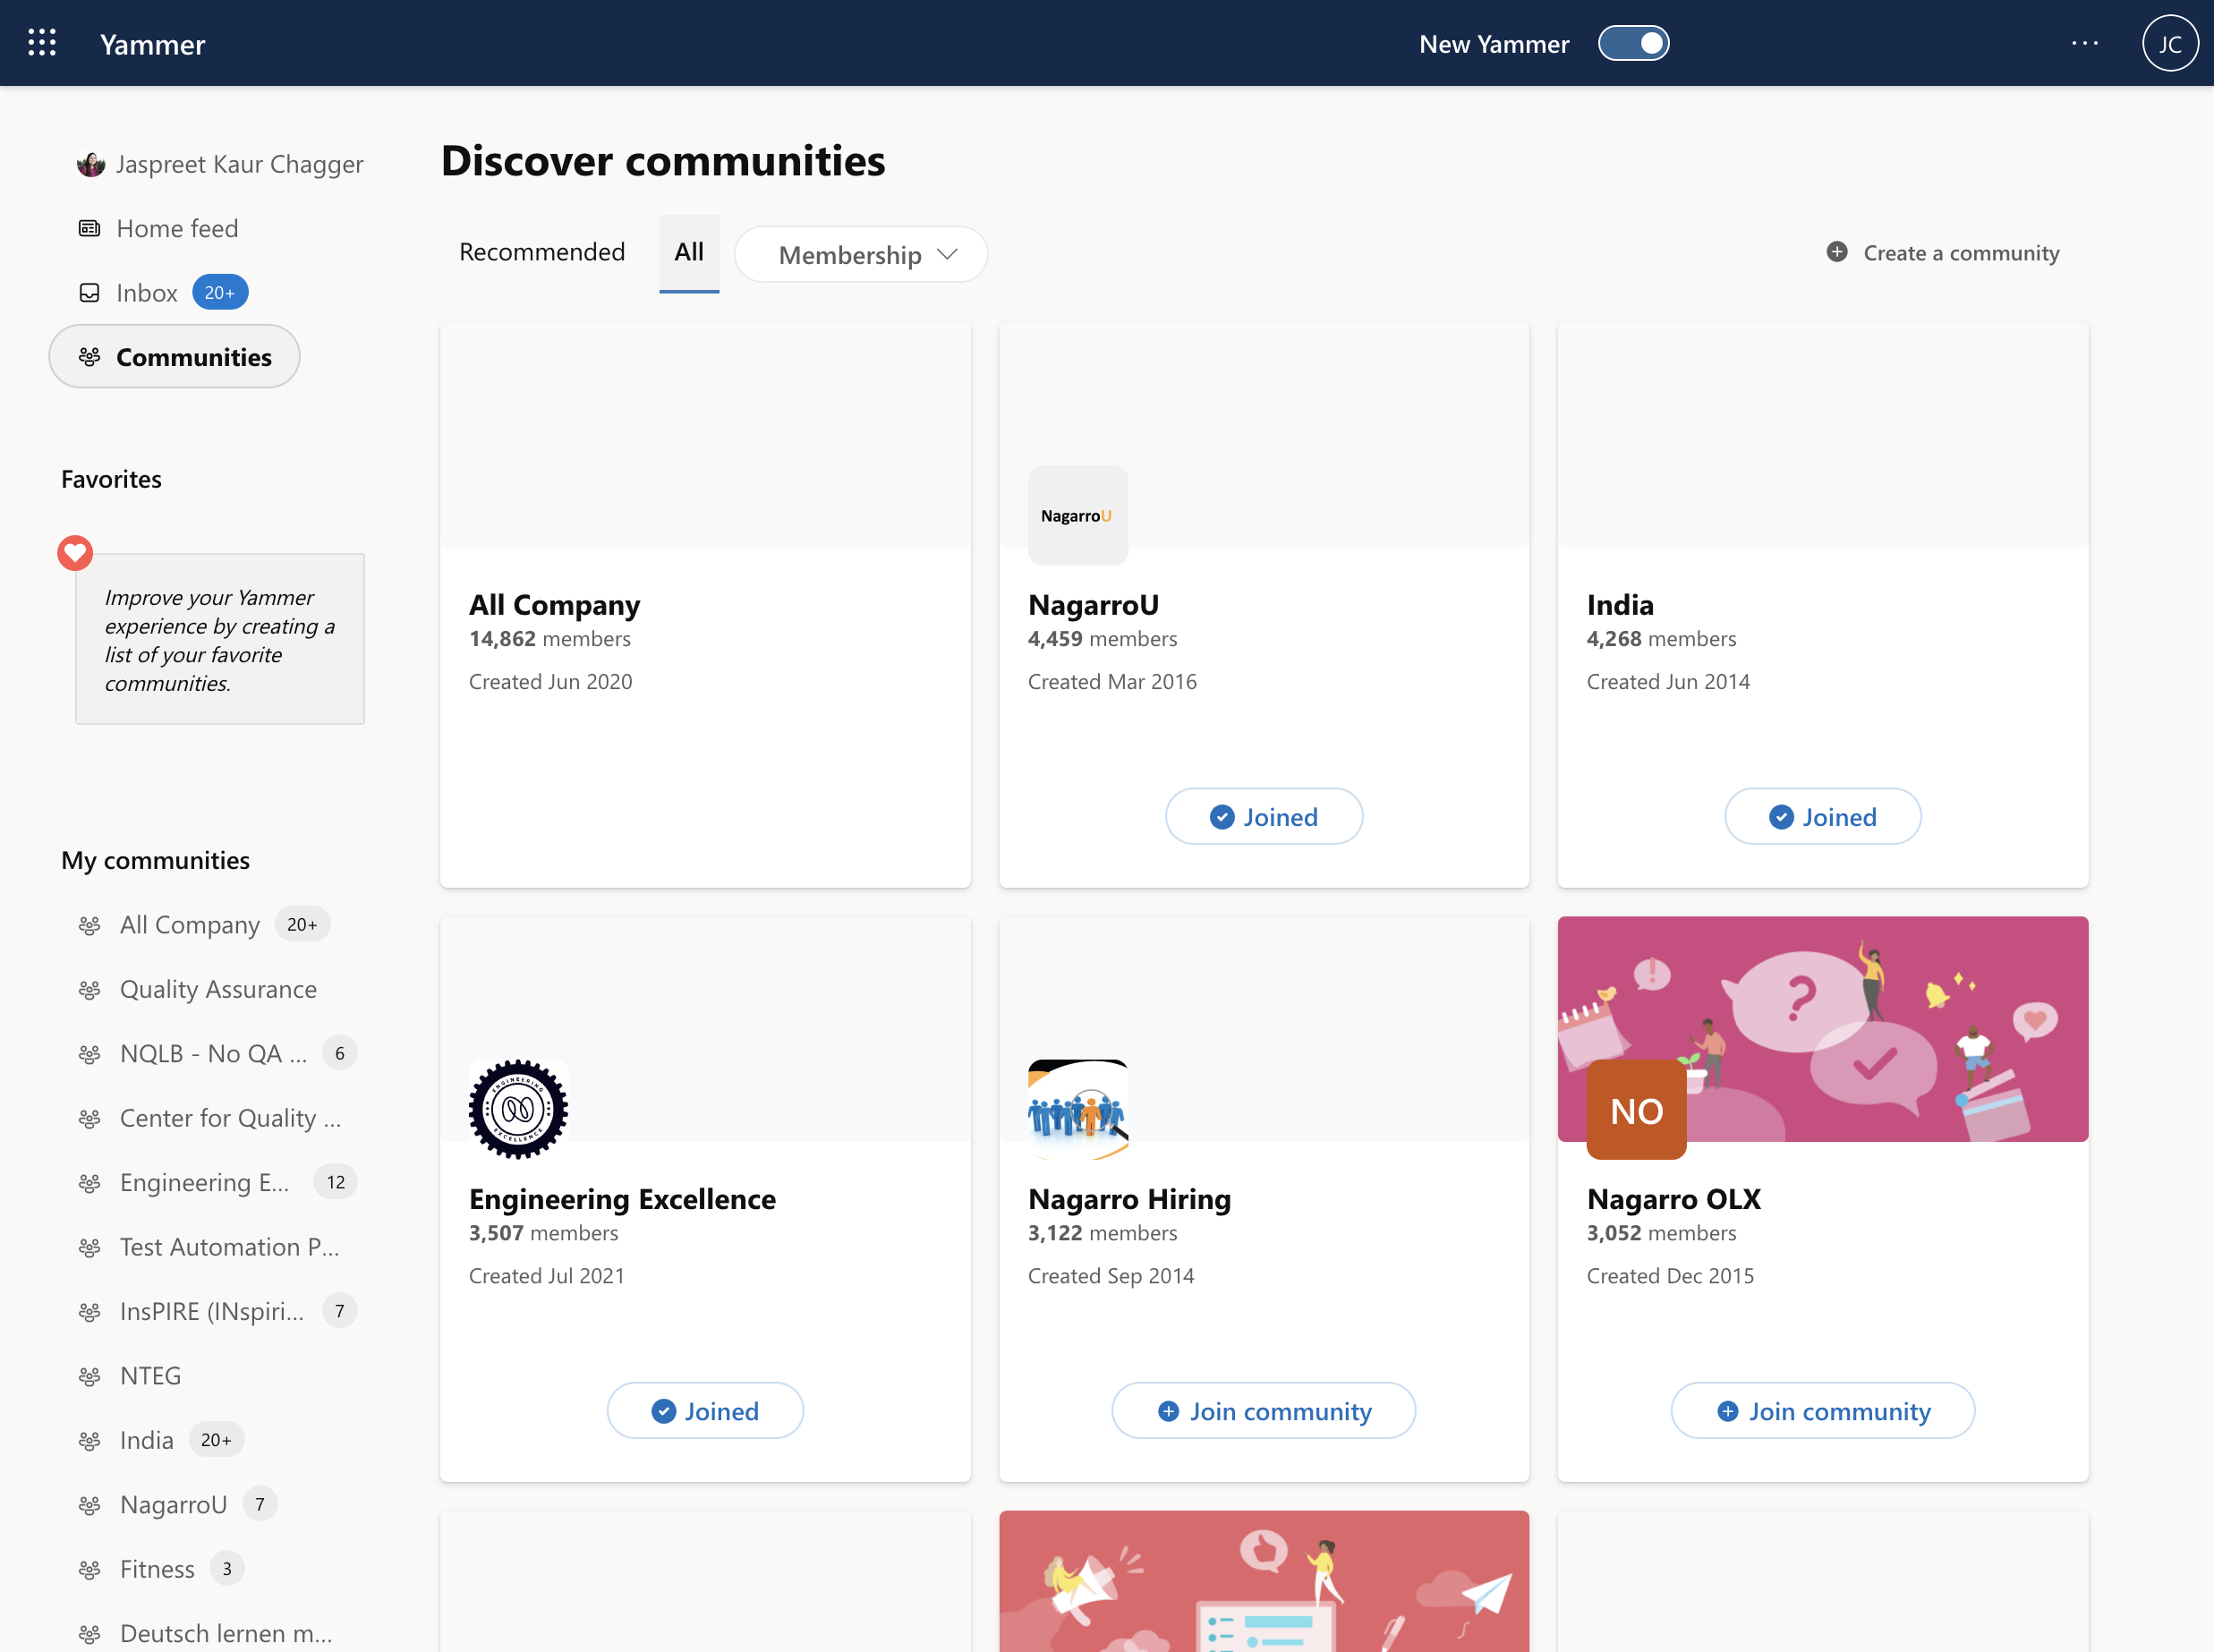 Yammer
New Yammer
JC
Jaspreet Kaur Chagger
Home feed
Inbox 20+
Communities
Favorites
Improve your Yammer
experience by creating a
list of your favorite
communities.
My communities
All Company 20+
Quality Assurance
NQLB - No QA ... 6
Center for Quality ...
Engineering E... 12
Test Automation P...
InsPIRE (INspiri... 7
NTEG
India 20+
NagarroU 7
Fitness 3
Deutsch lernen m...
Discover communities
Recommended All Membership
Create a community
All Company
14,862 members
Created Jun 2020
NagarroU
NagarroU
4,459 members
Created Mar 2016
Joined
India
4,268 members
Created Jun 2014
Joined
ENGINEERING
EXCELLENCE
Engineering Excellence
3,507 members
Created Jul 2021
Joined
Nagarro Hiring
3,122 members
Created Sep 2014
Join community
NO
Nagarro OLX
3,052 members
Created Dec 2015
Join community